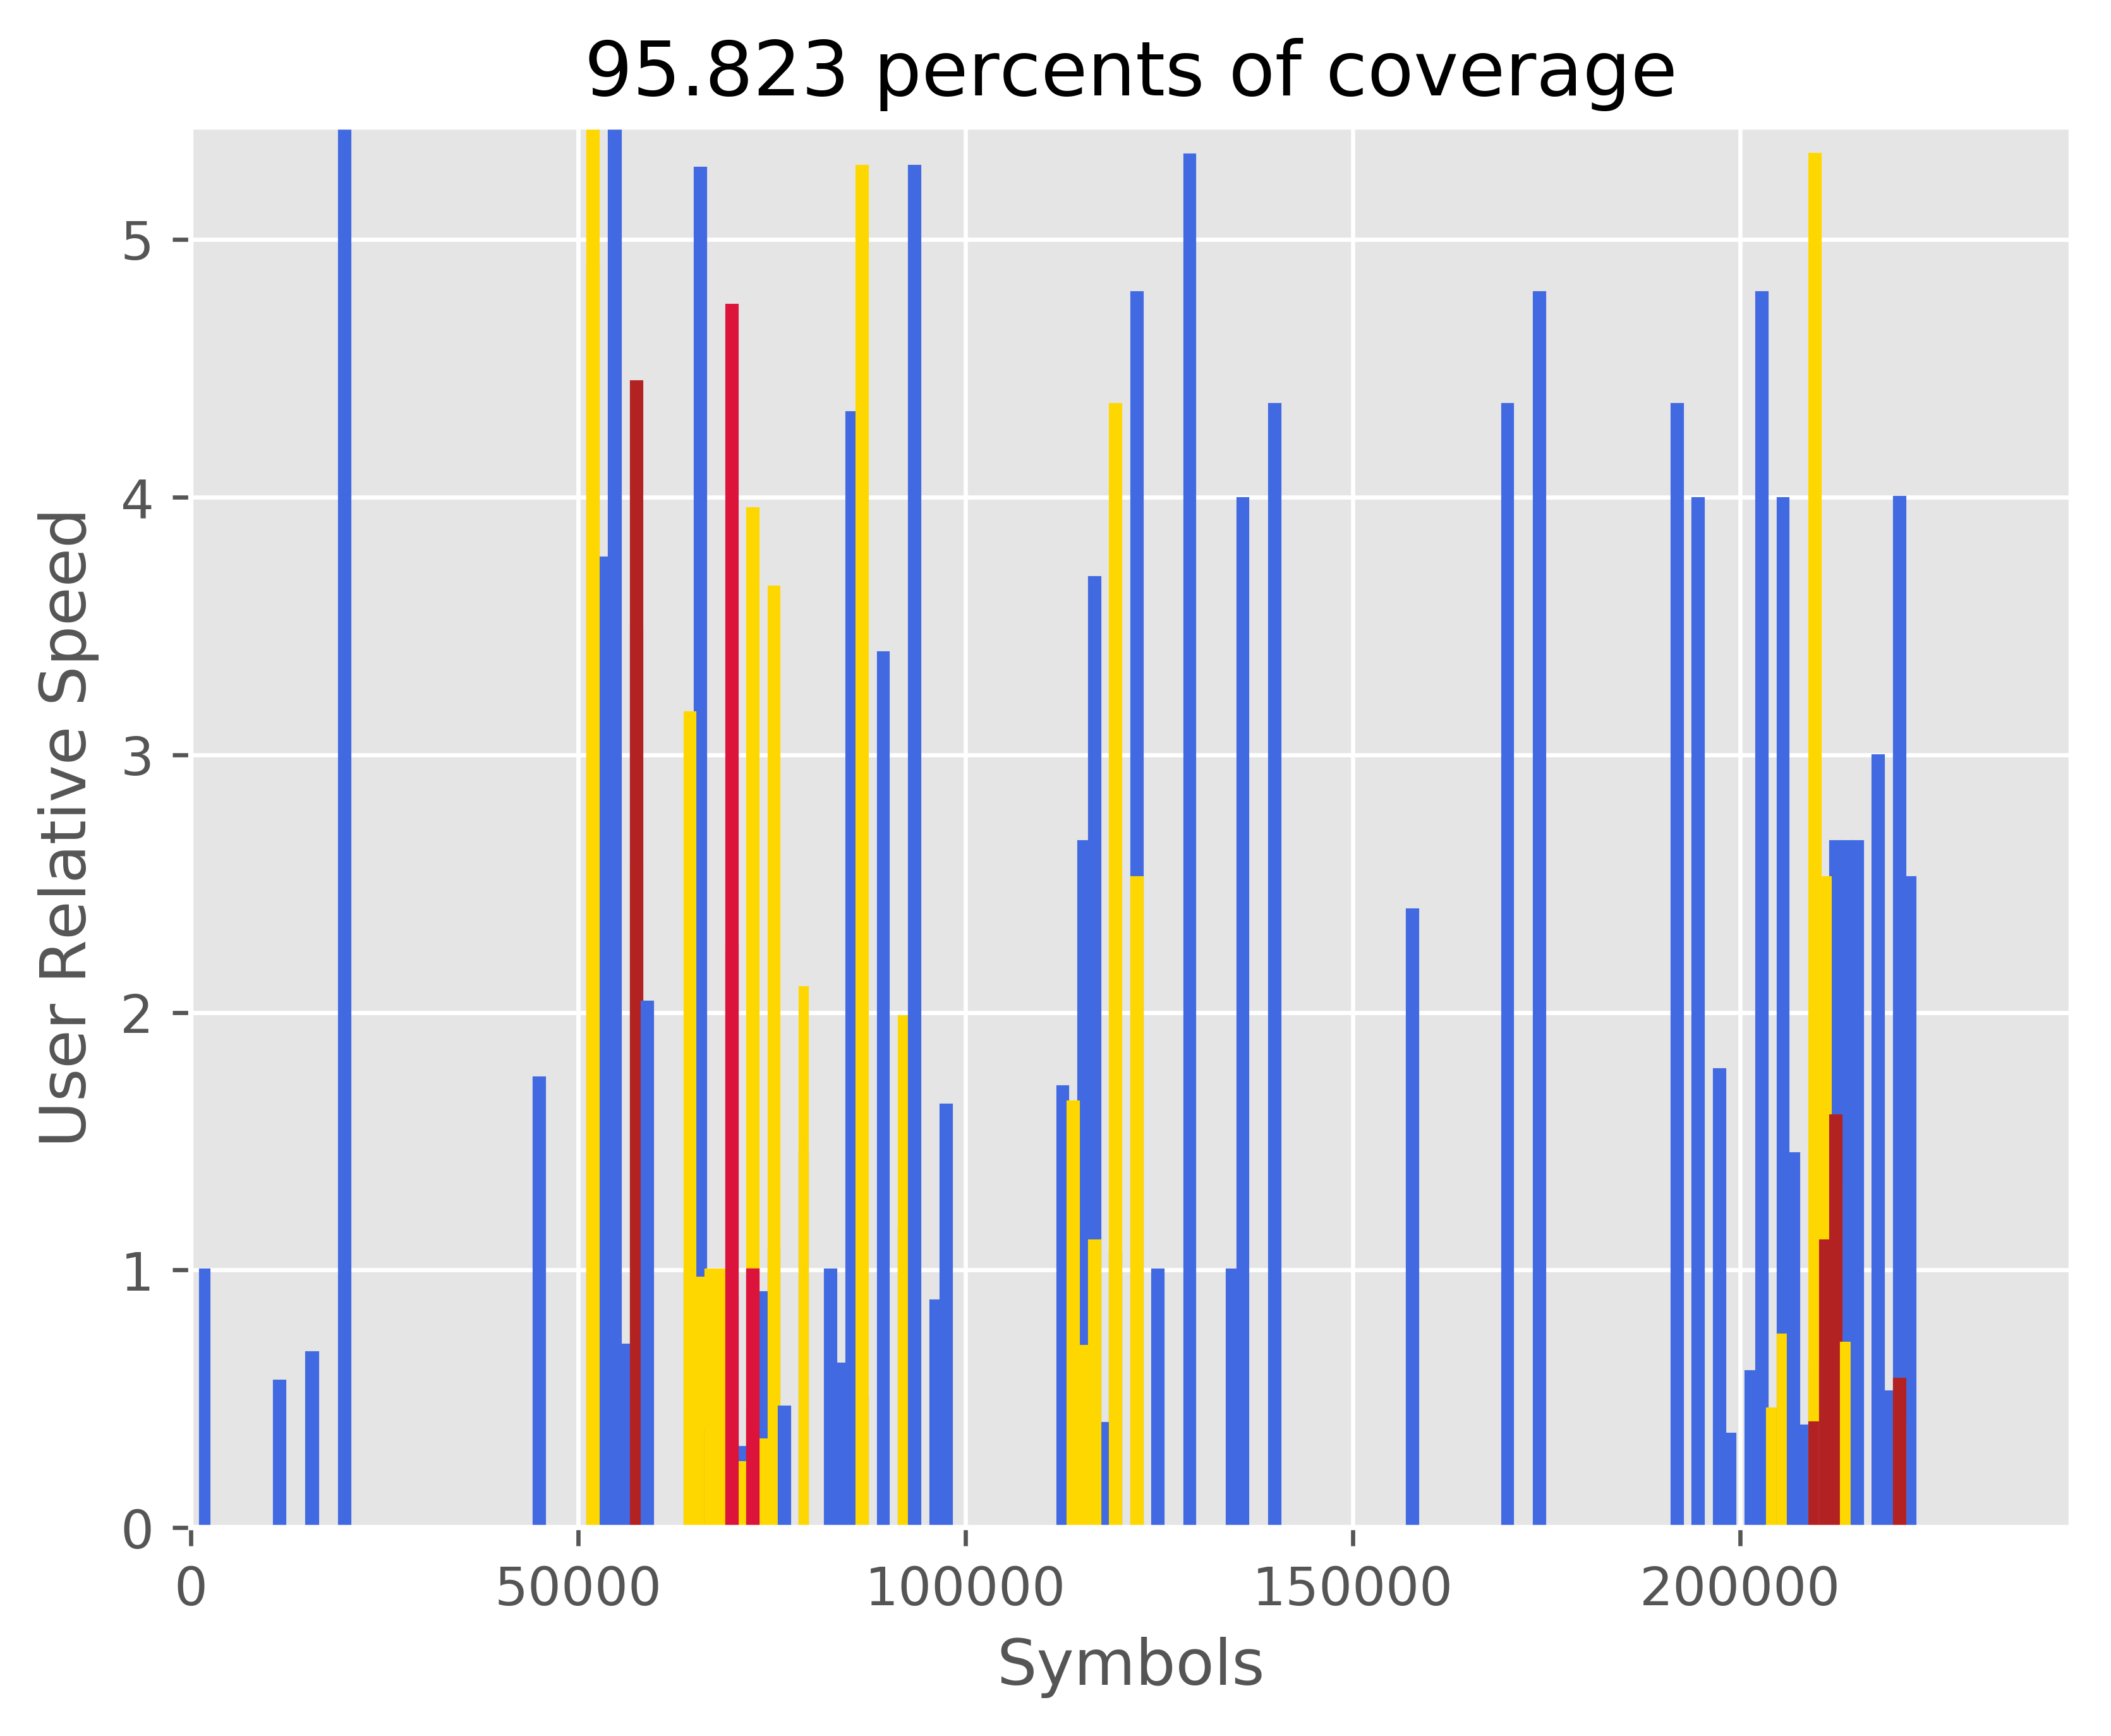 95.823 percents of coverage
5
4
3
2
1
0
User Relative Speed
0 50000 100000 150000 200000
Symbols